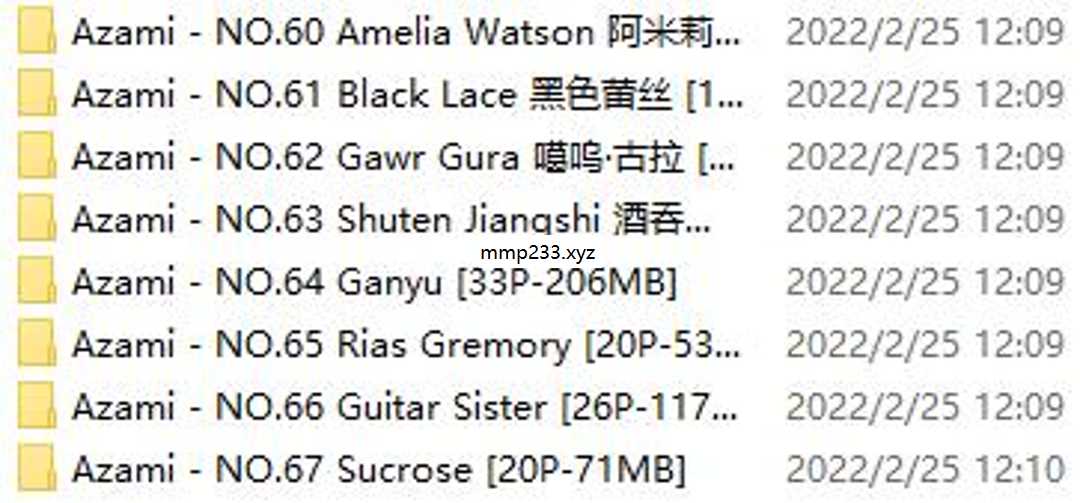 Azami - NO.60 Amelia Watson 阿米莉... 2022/2/25 12:09
Azami - NO.61 Black Lace 黑色蕾丝 [1... 2022/2/25 12:09
Azami - NO.62 Gawr Gura 噶呜·古拉 [... 2022/2/25 12:09
Azami - NO.63 Shuten Jiangshi 酒吞... 2022/2/25 12:09
mmp233.xyz
Azami - NO.64 Ganyu [33P-206MB] 2022/2/25 12:09
Azami - NO.65 Rias Gremory [20P-53... 2022/2/25 12:09
Azami - NO.66 Guitar Sister [26P-117... 2022/2/25 12:09
Azami - NO.67 Sucrose [20P-71MB] 2022/2/25 12:10